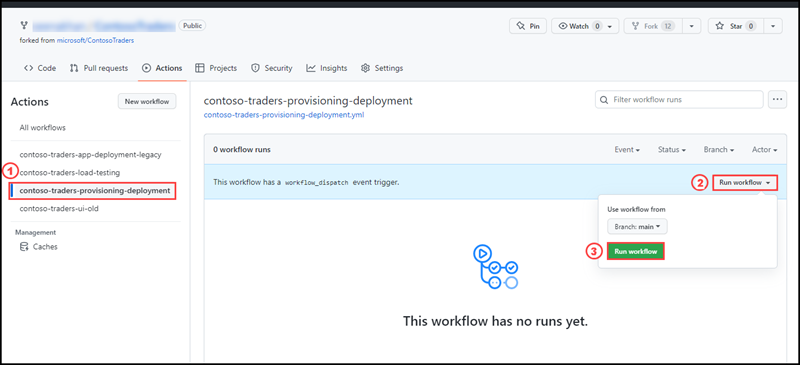 Public
Pin
Watch 0
Fork 12
Star 0
forked from microsoft/ContosoTraders
Code
Pull requests
Actions
Projects
Security
Insights
Settings
Actions
New workflow
All workflows
contoso-traders-app-deployment-legacy
1
contoso-traders-load-testing
contoso-traders-provisioning-deployment
contoso-traders-ui-old
Management
Caches
contoso-traders-provisioning-deployment
contoso-traders-provisioning-deployment.yml
Filter workflow runs
0 workflow runs
Event
Status
Branch
Actor
This workflow has a workflow_dispatch event trigger.
2
Run workflow
Use workflow from
Branch: main
3
Run workflow
This workflow has no runs yet.